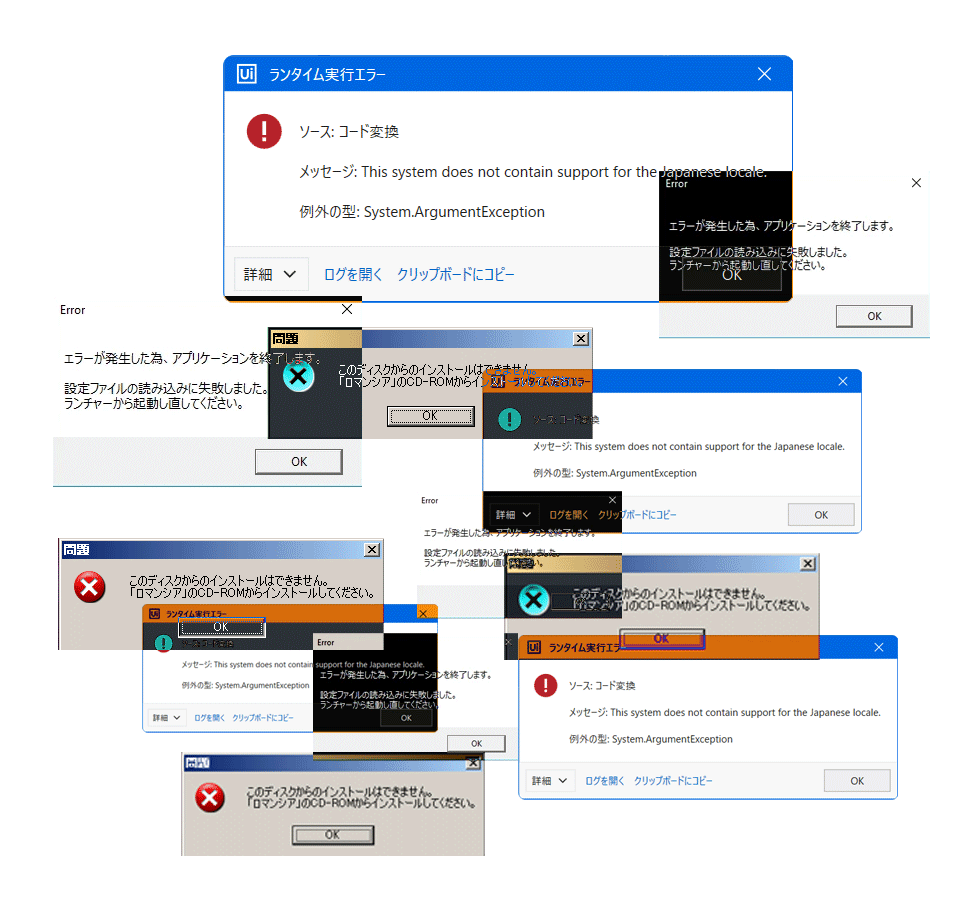 Ui ランタイム実行エラー
ソース: コード変換
メッセージ: This system does not contain support for the Japanese locale.
例外の型: System.ArgumentException
詳細 ログを開く クリップボードにコピー
OK
Error
エラーが発生した為、アプリケーションを終了します。
設定ファイルの読み込みに失敗しました。
ランチャーから起動し直してください。
OK
Error
エラーが発生した為、アプリケーションを終了します。
設定ファイルの読み込みに失敗しました。
ランチャーから起動し直してください。
OK
問題
このディスクからのインストールはできません。
「ロマンシア」のCD-ROMからイン
OK
Ui ランタイム実行エラー
ソース: コード変換
メッセージ: This system does not contain support for the Japanese locale.
例外の型: System.ArgumentException
詳細 ログを開く クリップボードにコピー
OK
Error
エラーが発生した為、アプリケーションを終了します。
設定ファイルの読み込みに失敗しました。
ランチャーから起動し直してください。
問題
このディスクからのインストールはできません。
「ロマンシア」のCD-ROMからインストールしてください。
OK
問題
このディスクからのインストールはできません。
「ロマンシア」のCD-ROMからインストールしてください。
OK
Ui ランタイム実行エラー
ソース: コード変換
メッセージ: This system does not contain support for the Japanese locale.
例外の型: System.ArgumentException
詳細 ログを開く クリップボードにコピー
OK
Error
エラーが発生した為、アプリケーションを終了します。
設定ファイルの読み込みに失敗しました。
ランチャーから起動し直してください。
OK
Ui ランタイム実行エラー
ソース: コード変換
メッセージ: This system does not contain support for the Japanese locale.
例外の型: System.ArgumentException
詳細 ログを開く クリップボードにコピー
OK
問題
このディスクからのインストールはできません。
「ロマンシア」のCD-ROMからインストールしてください。
OK